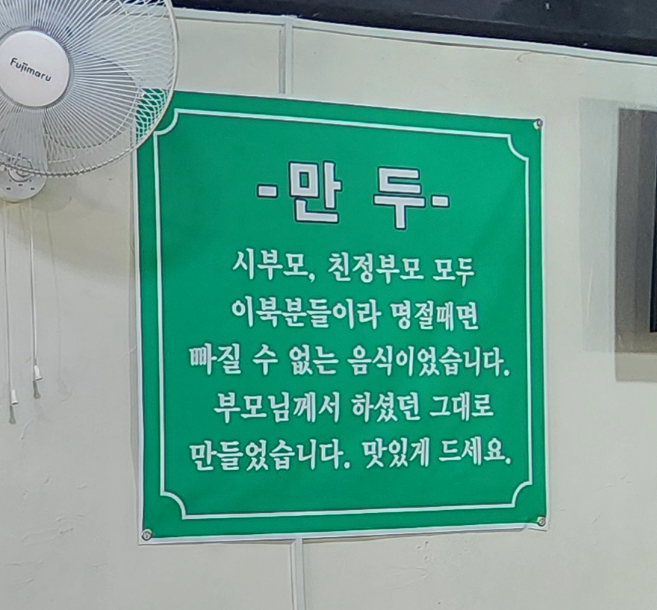 Fujimaru
-만 두-
시부모, 친정부모 모두
이북분들이라 명절때면
빠질 수 없는 음식이었습니다.
부모님께서 하셨던 그대로
만들었습니다. 맛있게 드세요.